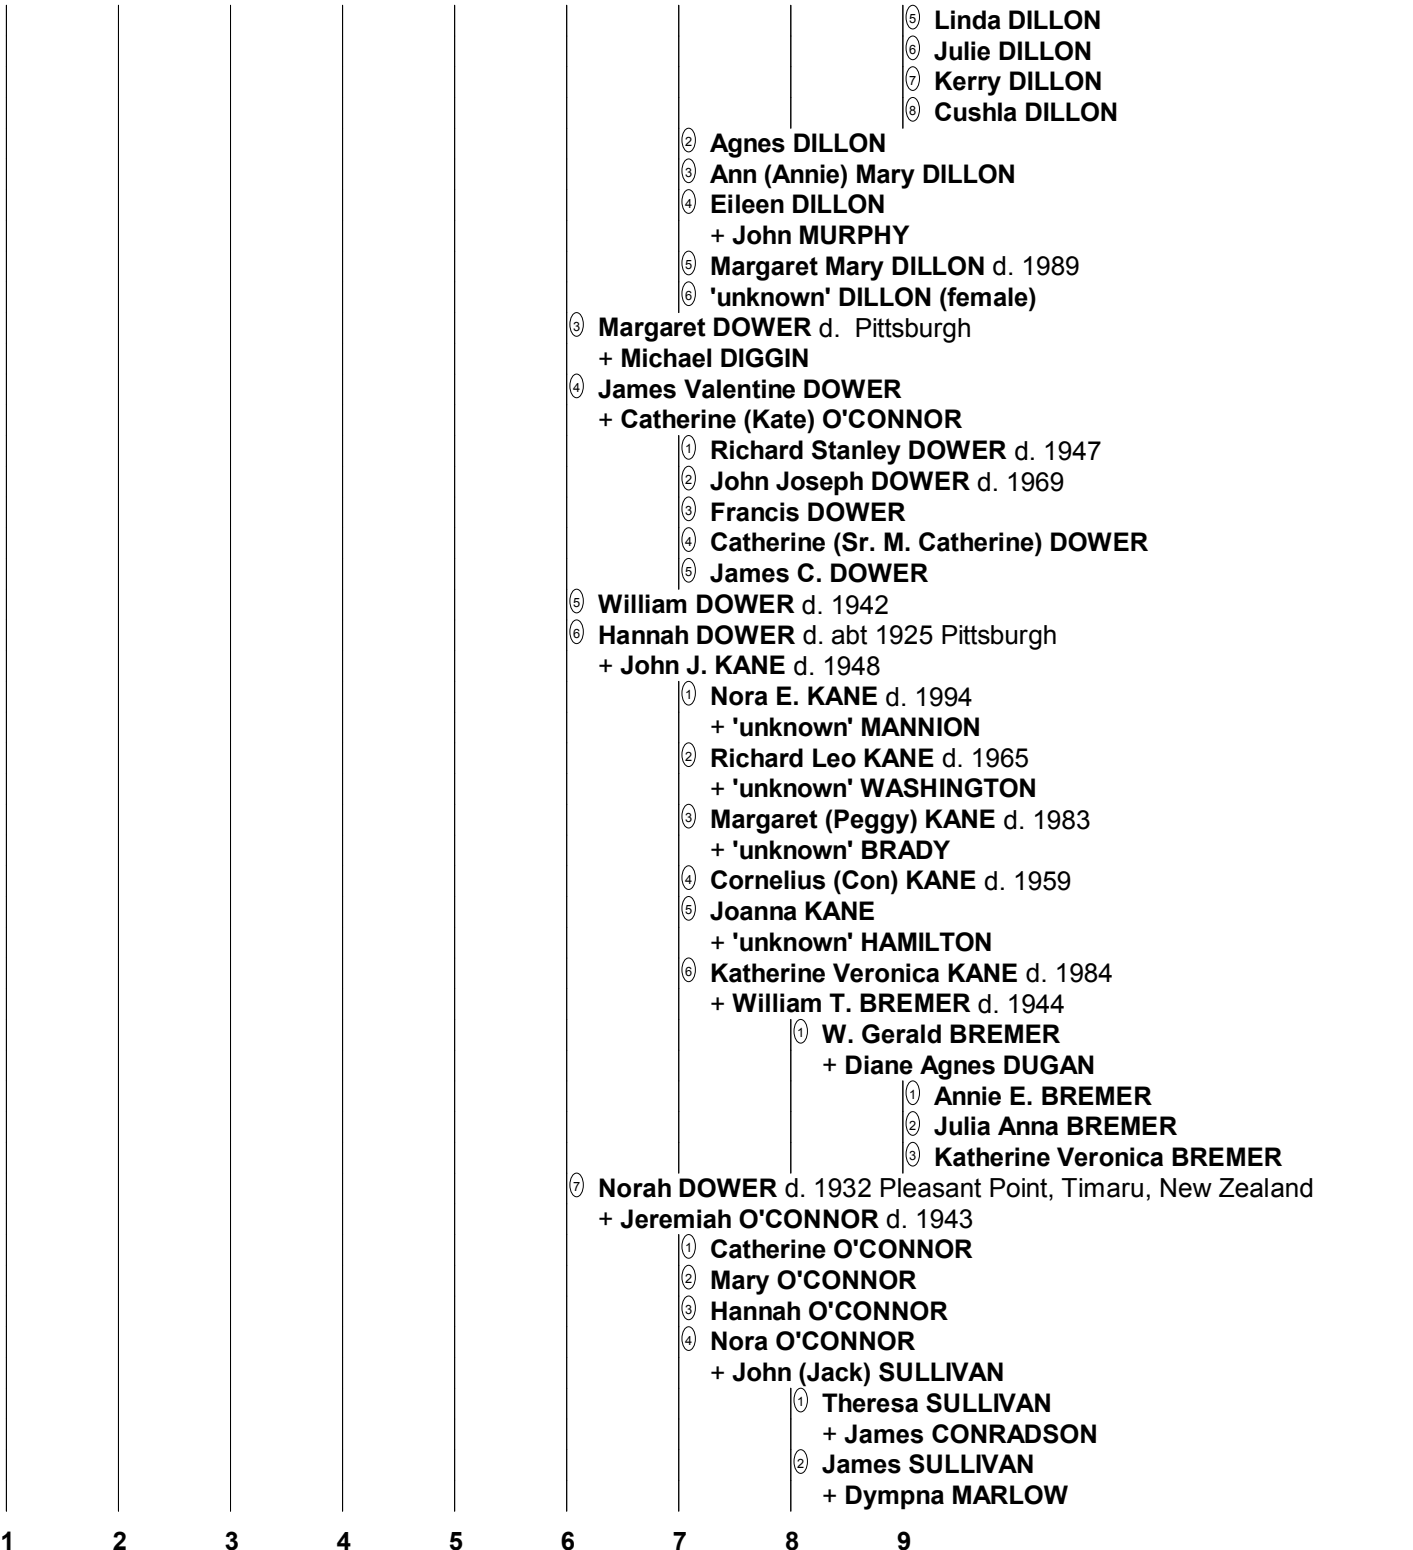 5 Linda DILLON
6 Julie DILLON
7 Kerry DILLON
8 Cushla DILLON
2 Agnes DILLON
3 Ann (Annie) Mary DILLON
4 Eileen DILLON
+ John MURPHY
5 Margaret Mary DILLON d. 1989
6 'unknown' DILLON (female)
3 Margaret DOWER d. Pittsburgh
+ Michael DIGGIN
4 James Valentine DOWER
+ Catherine (Kate) O'CONNOR
1 Richard Stanley DOWER d. 1947
2 John Joseph DOWER d. 1969
3 Francis DOWER
4 Catherine (Sr. M. Catherine) DOWER
5 James C. DOWER
5 William DOWER d. 1942
6 Hannah DOWER d. abt 1925 Pittsburgh
+ John J. KANE d. 1948
1 Nora E. KANE d. 1994
+ 'unknown' MANNION
2 Richard Leo KANE d. 1965
+ 'unknown' WASHINGTON
3 Margaret (Peggy) KANE d. 1983
+ 'unknown' BRADY
4 Cornelius (Con) KANE d. 1959
5 Joanna KANE
+ 'unknown' HAMILTON
6 Katherine Veronica KANE d. 1984
+ William T. BREMER d. 1944
1 W. Gerald BREMER
+ Diane Agnes DUGAN
1 Annie E. BREMER
2 Julia Anna BREMER
3 Katherine Veronica BREMER
7 Norah DOWER d. 1932 Pleasant Point, Timaru, New Zealand
+ Jeremiah O'CONNOR d. 1943
1 Catherine O'CONNOR
2 Mary O'CONNOR
3 Hannah O'CONNOR
4 Nora O'CONNOR
+ John (Jack) SULLIVAN
1 Theresa SULLIVAN
+ James CONRADSON
2 James SULLIVAN
+ Dympna MARLOW
1 2 3 4 5 6 7 8 9